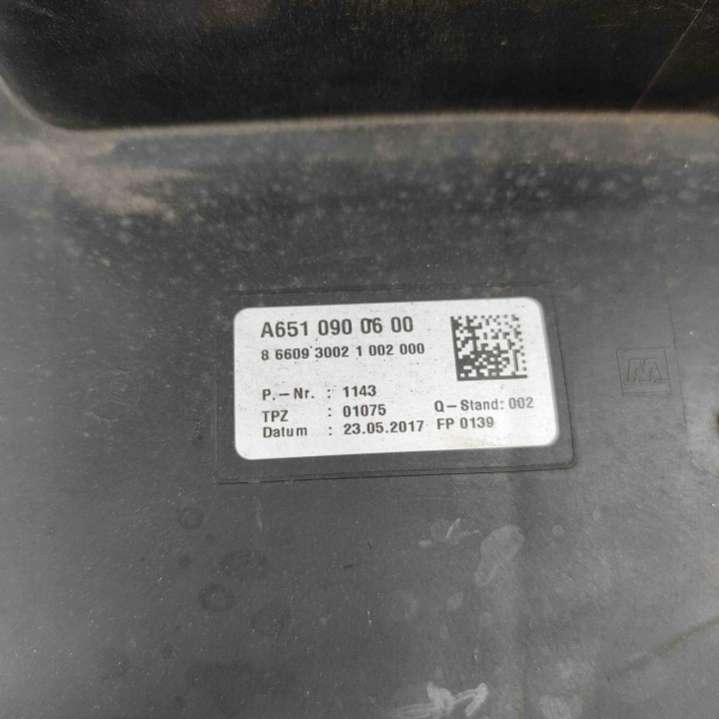 A651 090 06 00
8 6609 3002 1 002 000
P.-Nr. : 1143
TPZ : 01075 Q-Stand: 002
Datum : 23.05.2017 FP 0139